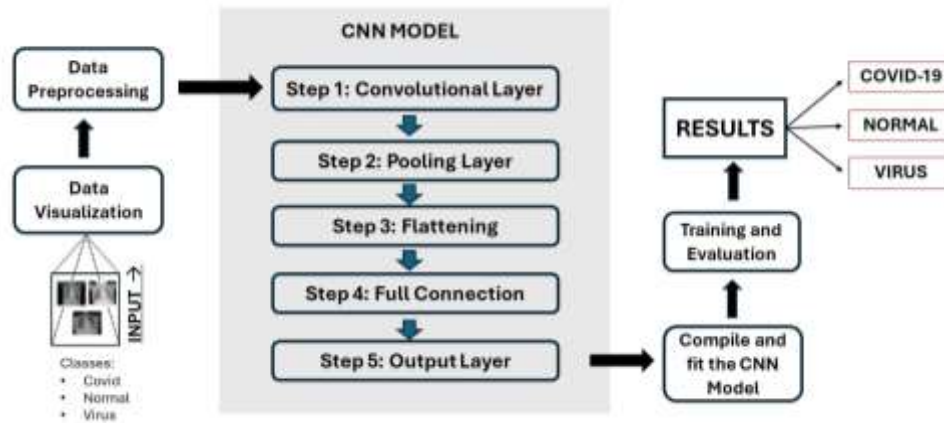 CNN MODEL
Data
Preprocessing
Data
Visualization
INPUT →
Classes:
• Covid
• Normal
• Virus
Step 1: Convolutional Layer
Step 2: Pooling Layer
Step 3: Flattening
Step 4: Full Connection
Step 5: Output Layer
Compile and
fit the CNN
Model
Training and
Evaluation
RESULTS
COVID-19
NORMAL
VIRUS